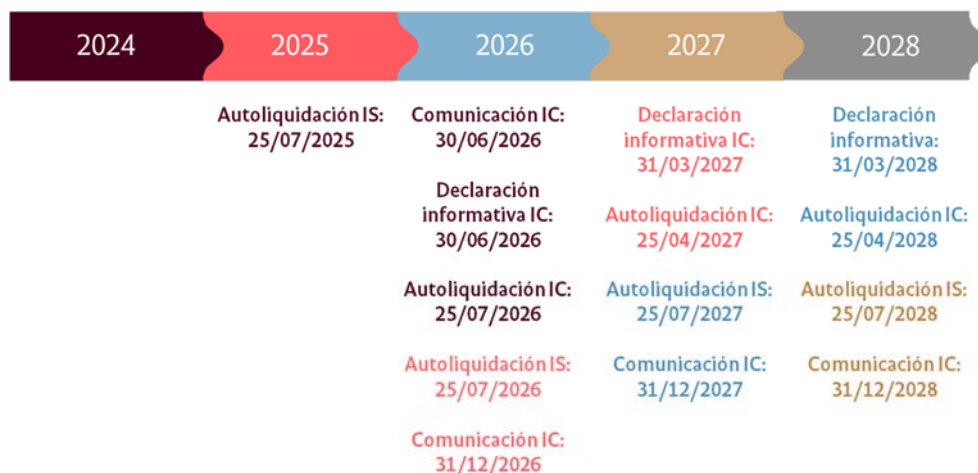 2024
2025
2026
2027
2028
Autoliquidación IS:
25/07/2025
Comunicación IC:
30/06/2026
Declaración
informativa IC:
30/06/2026
Autoliquidación IC:
25/07/2026
Autoliquidación IS:
25/07/2026
Comunicación IC:
31/12/2026
Declaración
informativa IC:
31/03/2027
Autoliquidación IC:
25/04/2027
Autoliquidación IS:
25/07/2027
Comunicación IC:
31/12/2027
Declaración
informativa:
31/03/2028
Autoliquidación IC:
25/04/2028
Autoliquidación IS:
25/07/2028
Comunicación IC:
31/12/2028